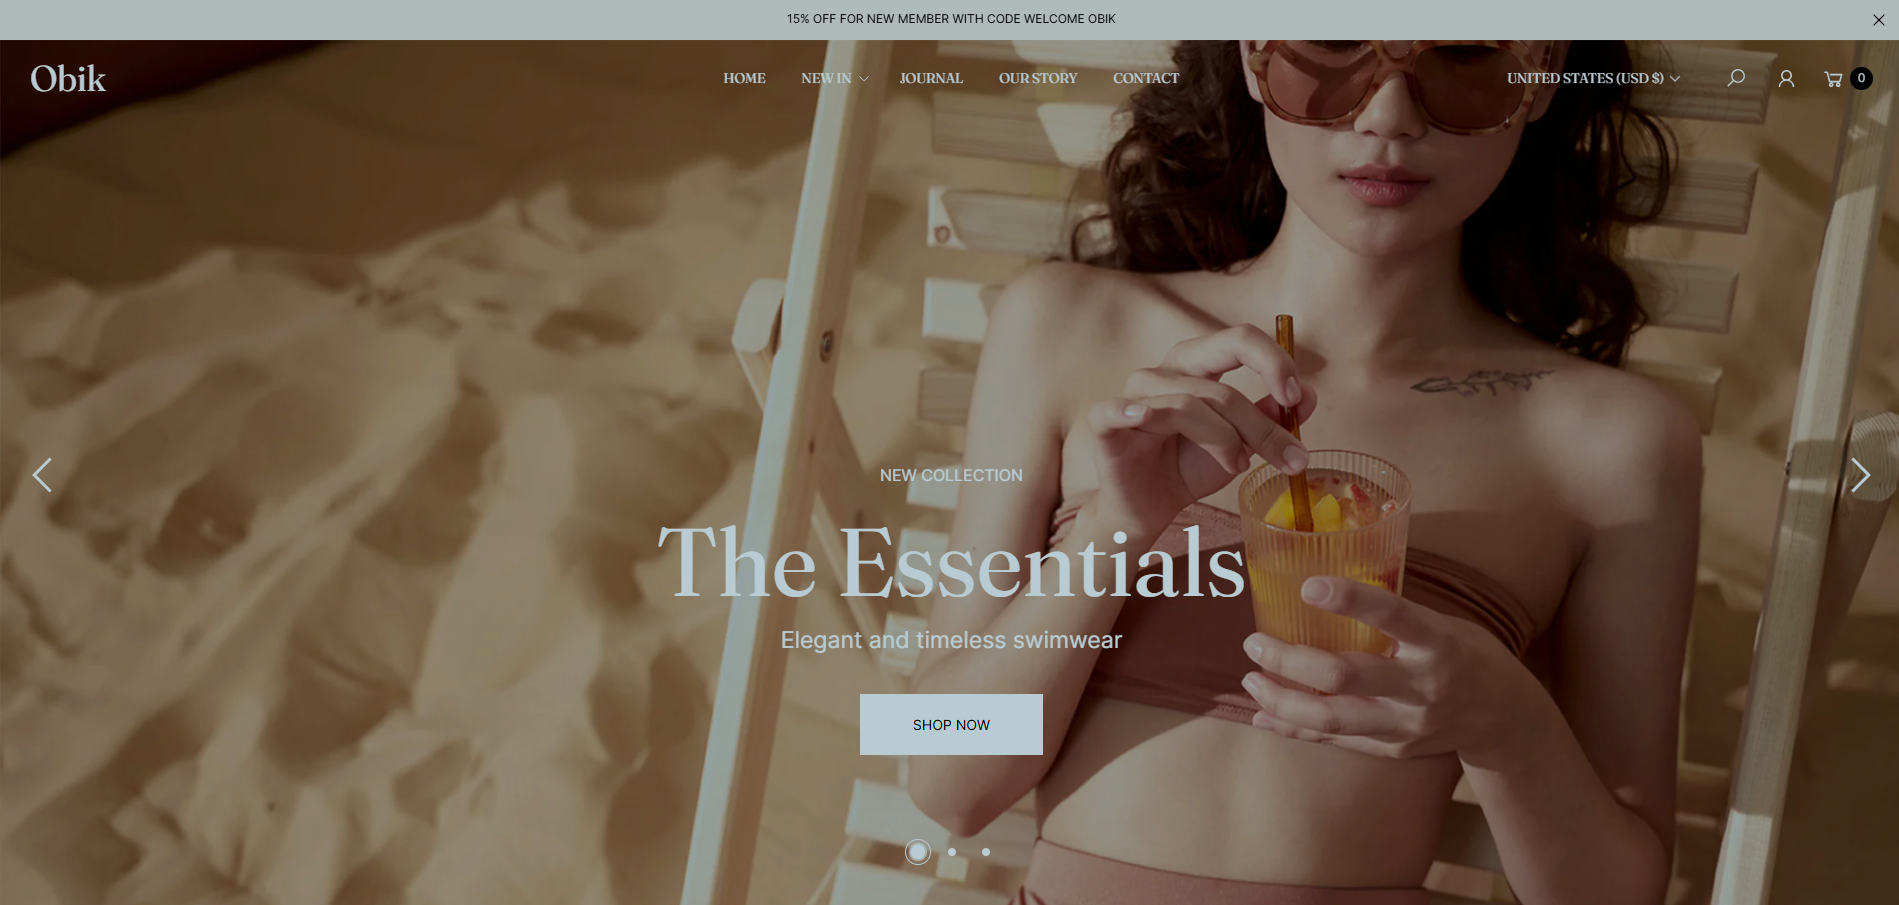 15% OFF FOR NEW MEMBER WITH CODE WELCOME OBIK
Obik
HOME
NEW IN
JOURNAL
OUR STORY
CONTACT
UNITED STATES (USD $)
0
NEW COLLECTION
The Essentials
Elegant and timeless swimwear
SHOP NOW